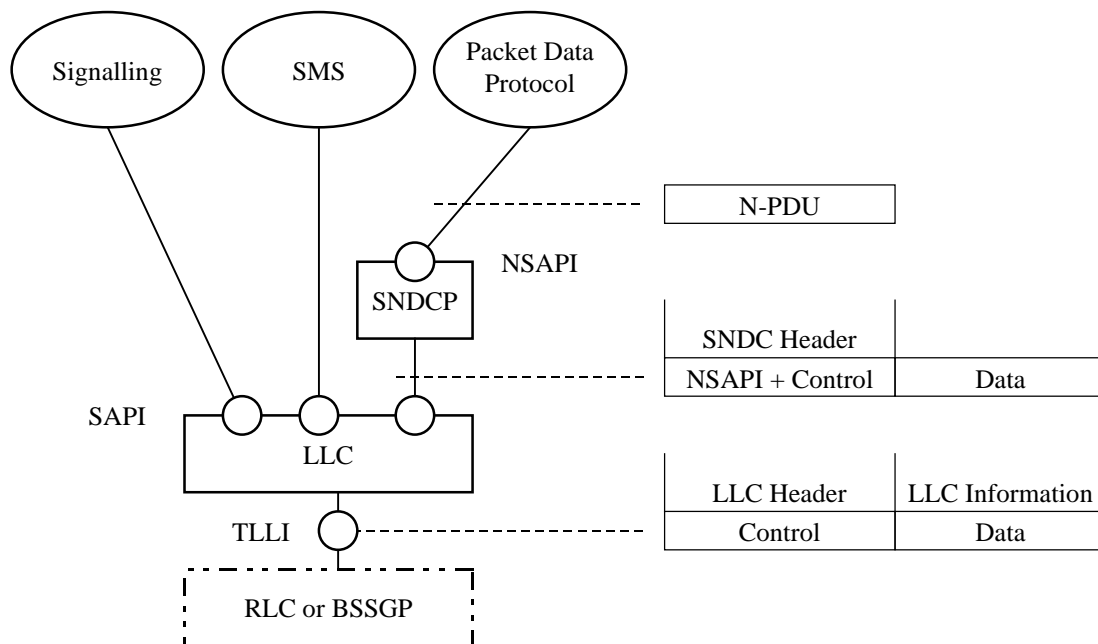 Signalling
SMS
Packet Data
Protocol
N-PDU
NSAPI
SNDCP
SNDC Header
NSAPI + Control
Data
SAPI
LLC
LLC Header
LLC Information
TLLI
Control
Data
RLC or BSSGP